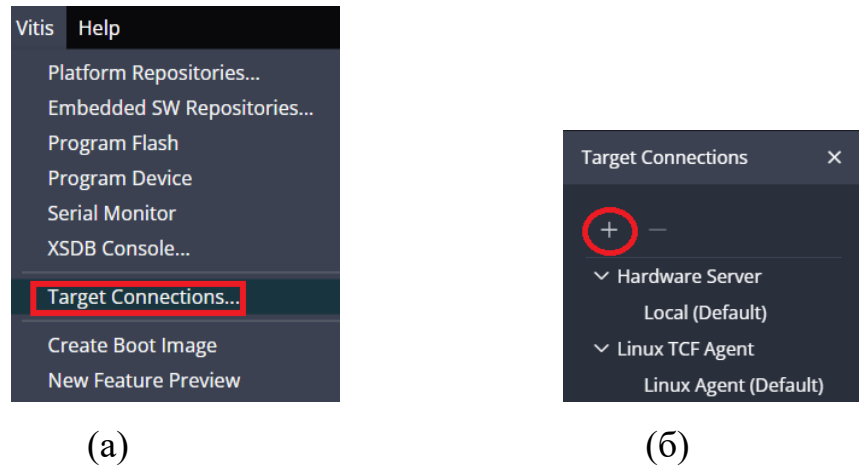 Vitis Help
Platform Repositories...
Embedded SW Repositories...
Program Flash
Program Device
Serial Monitor
XSDB Console...
Target Connections...
Create Boot Image
New Feature Preview
(а)
Target Connections ×
+ −
Hardware Server
Local (Default)
Linux TCF Agent
Linux Agent (Default)
(б)